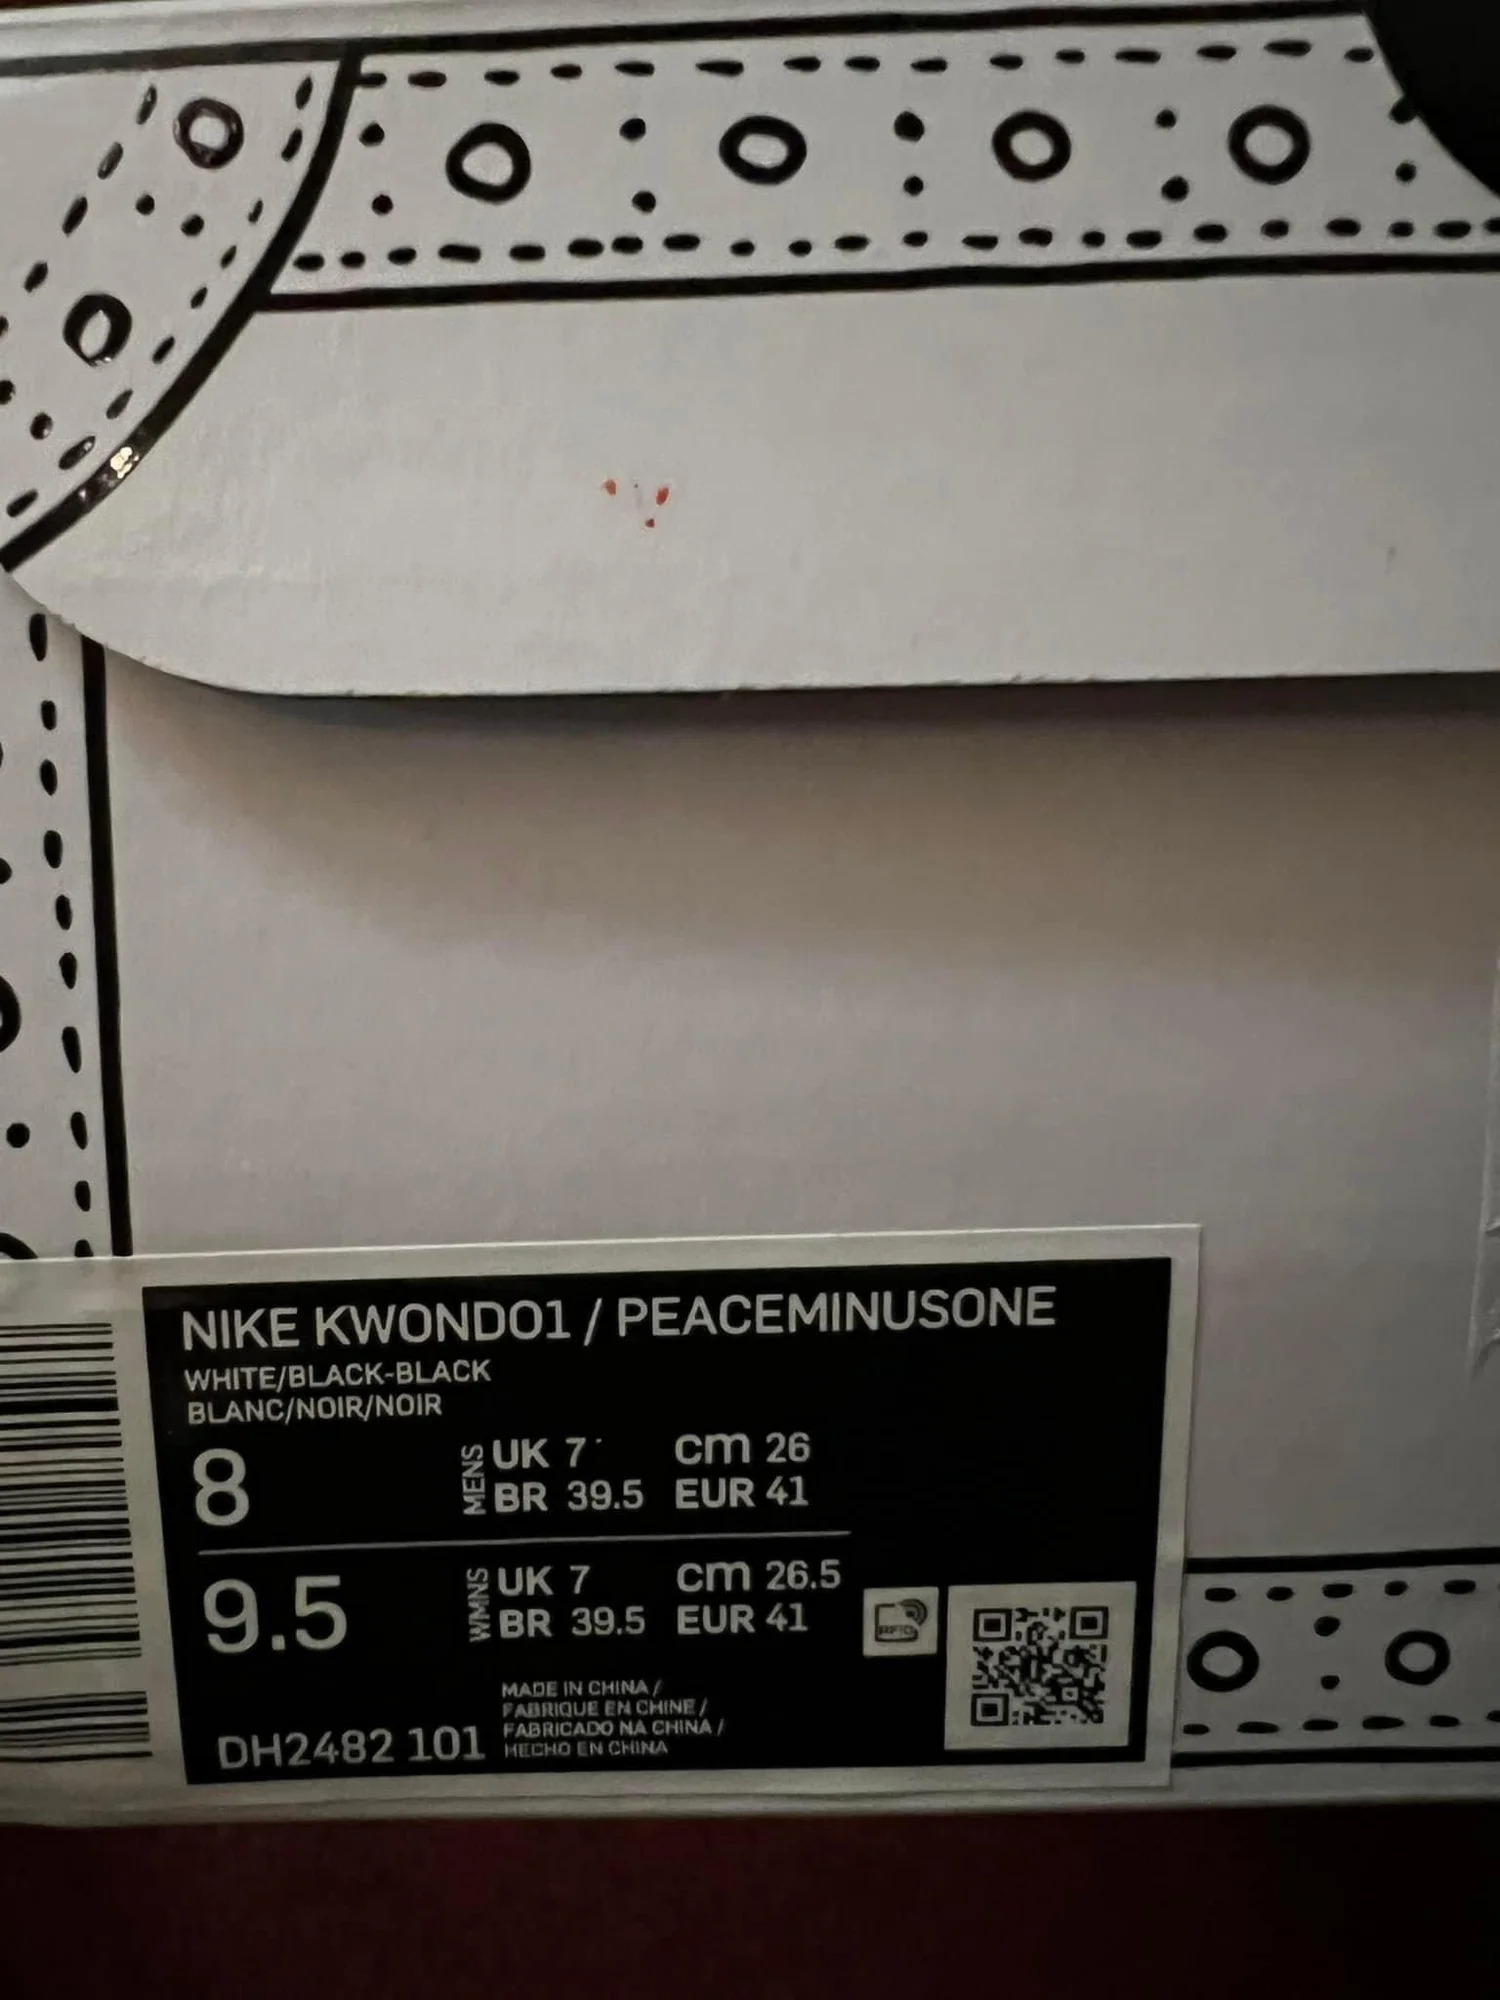 NIKE KWONDO1 / PEACEMINUSONE
WHITE/BLACK-BLACK
BLANC/NOIR/NOIR
8 MENS UK 7 cm 26
BR 39.5 EUR 41
9.5 WMNS UK 7 cm 26.5
BR 39.5 EUR 41
RFID
MADE IN CHINA /
FABRIQUE EN CHINE /
FABRICADO NA CHINA /
HECHO EN CHINA
DH2482 101